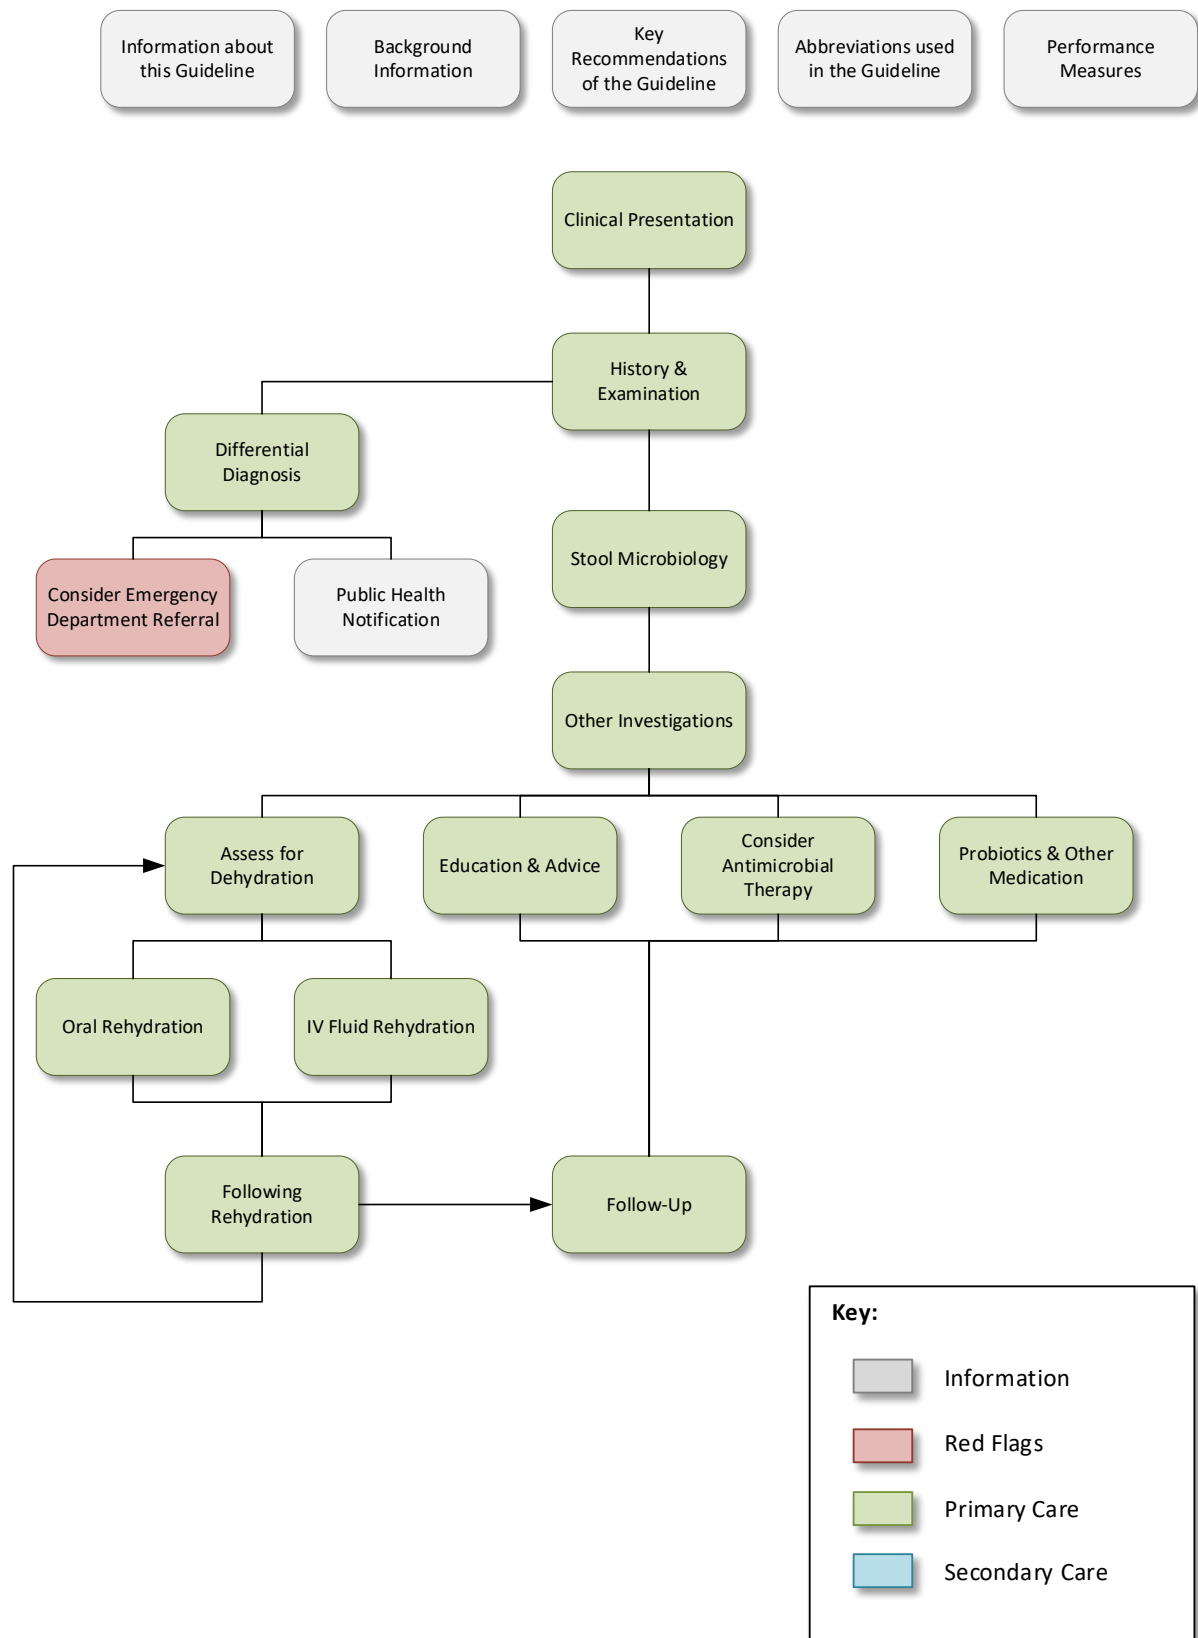 Information about
this Guideline
Background
Information
Key
Recommendations
of the Guideline
Abbreviations used
in the Guideline
Performance
Measures
Clinical Presentation
History &
Examination
Differential
Diagnosis
Stool Microbiology
Consider Emergency
Department Referral
Public Health
Notification
Other Investigations
Assess for
Dehydration
Education & Advice
Consider
Antimicrobial
Therapy
Probiotics & Other
Medication
Oral Rehydration
IV Fluid Rehydration
Following
Rehydration
Follow-Up
Key:
Information
Red Flags
Primary Care
Secondary Care